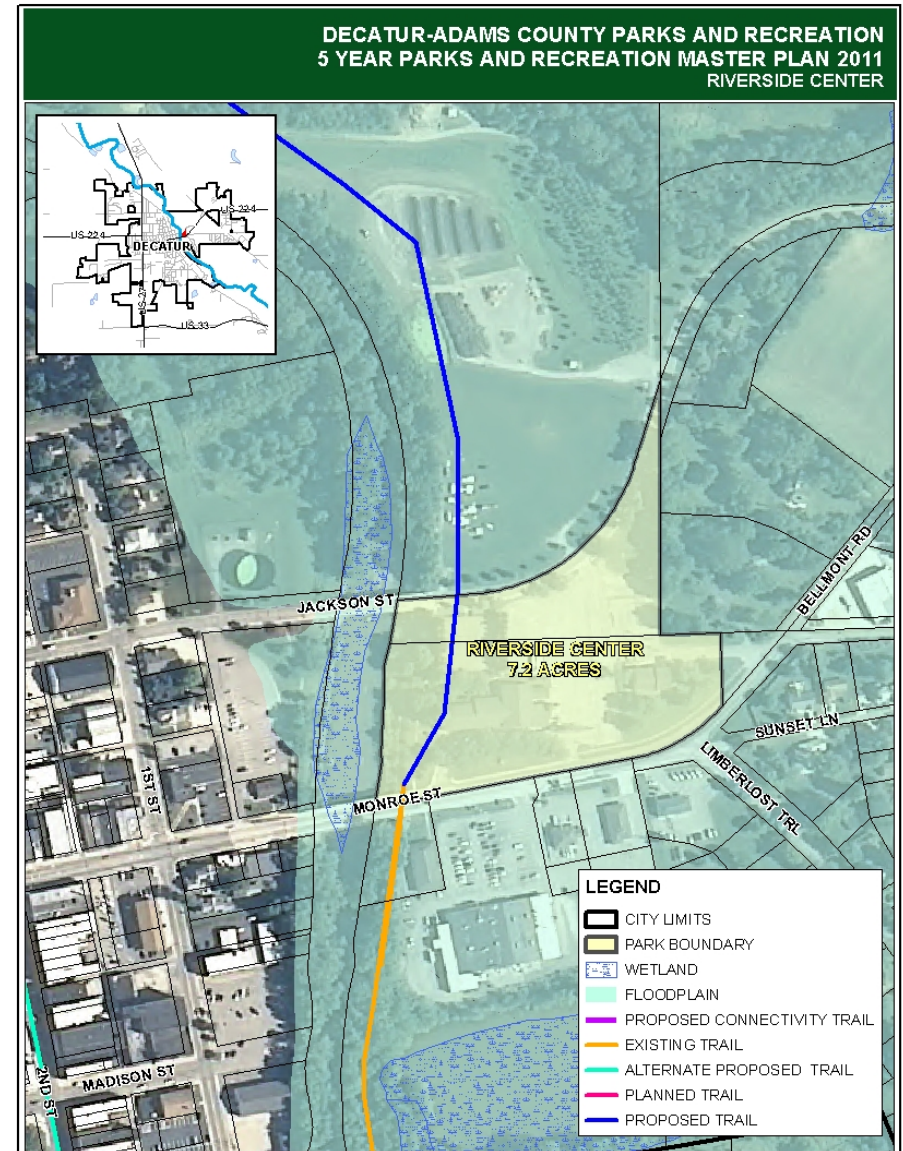 DECATUR-ADAMS COUNTY PARKS AND RECREATION
5 YEAR PARKS AND RECREATION MASTER PLAN 2011
RIVERSIDE CENTER
US 224
US 224
DECATUR
US 27
US 33
BELLMONT RD
JACKSON ST
RIVERSIDE CENTER
7.2 ACRES
SUNSET LN
LIMBERLOST TRL
1ST ST
MONROE ST
2ND ST
MADISON ST
LEGEND
CITY LIMITS
PARK BOUNDARY
WETLAND
FLOODPLAIN
PROPOSED CONNECTIVITY TRAIL
EXISTING TRAIL
ALTERNATE PROPOSED TRAIL
PLANNED TRAIL
PROPOSED TRAIL